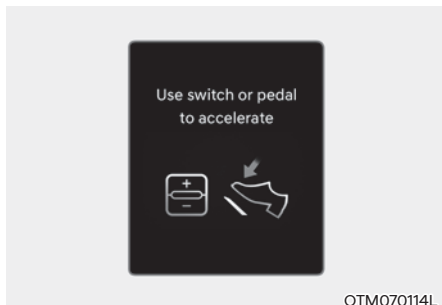 Use switch or pedal
to accelerate
+
−
OTM070114L